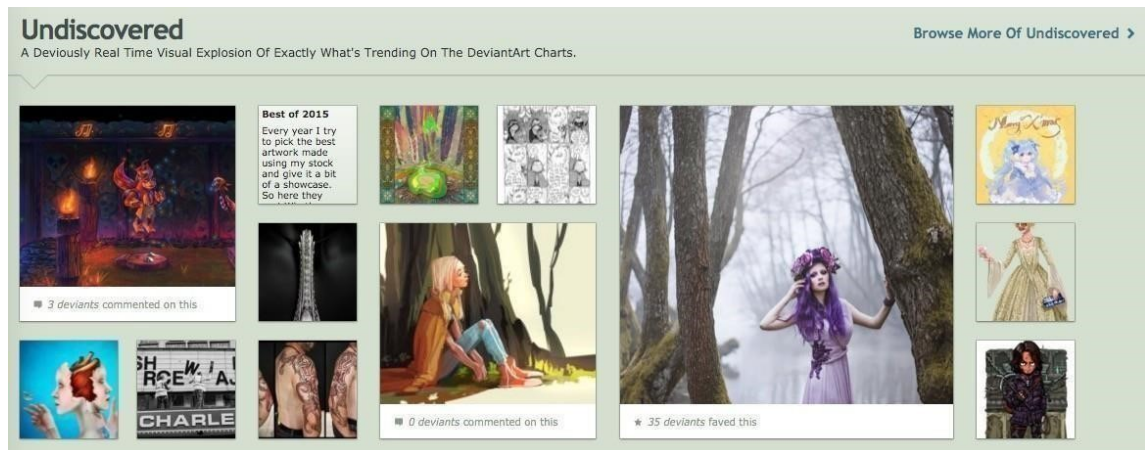 Undiscovered
A Deviously Real Time Visual Explosion Of Exactly What's Trending On The DeviantArt Charts.
Browse More Of Undiscovered
3 deviants commented on this
Best of 2015
Every year I try
to pick the best
artwork made
using my stock
and give it a bit
of a showcase.
So here they
CHARLE
0 deviants commented on this
35 deviants faved this
Merry X'mas